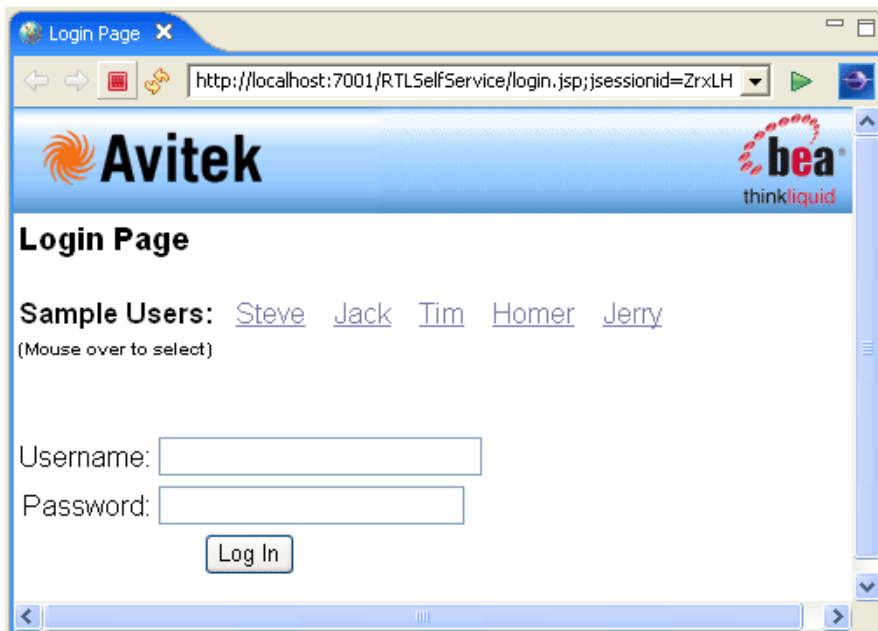 Login Page
http://localhost:7001/RTLSelfService/login.jsp;jsessionid=ZrxLH
Avitek
bea
thinkliquid
Login Page
Sample Users: Steve Jack Tim Homer Jerry
(Mouse over to select)
Username:
Password:
Log In